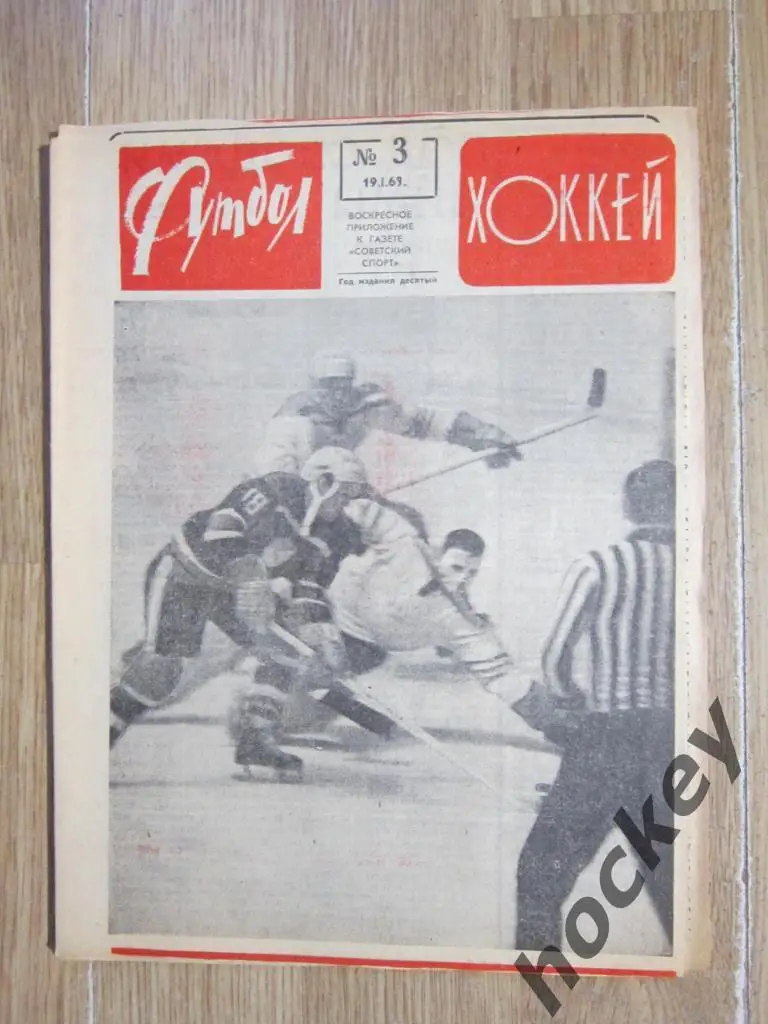 Футбол
№ 3
19.I.69.
ВОСКРЕСНОЕ
ПРИЛОЖЕНИЕ
К ГАЗЕТЕ
«СОВЕТСКИЙ
СПОРТ»
Год издания десятый
ХОККЕЙ
hockey